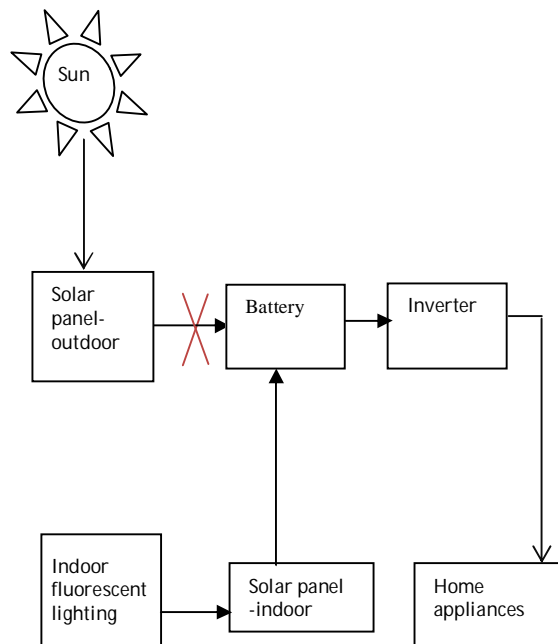 Sun
Solar
panel-
outdoor
Battery
Inverter
Indoor
fluorescent
lighting
Solar panel
-indoor
Home
appliances